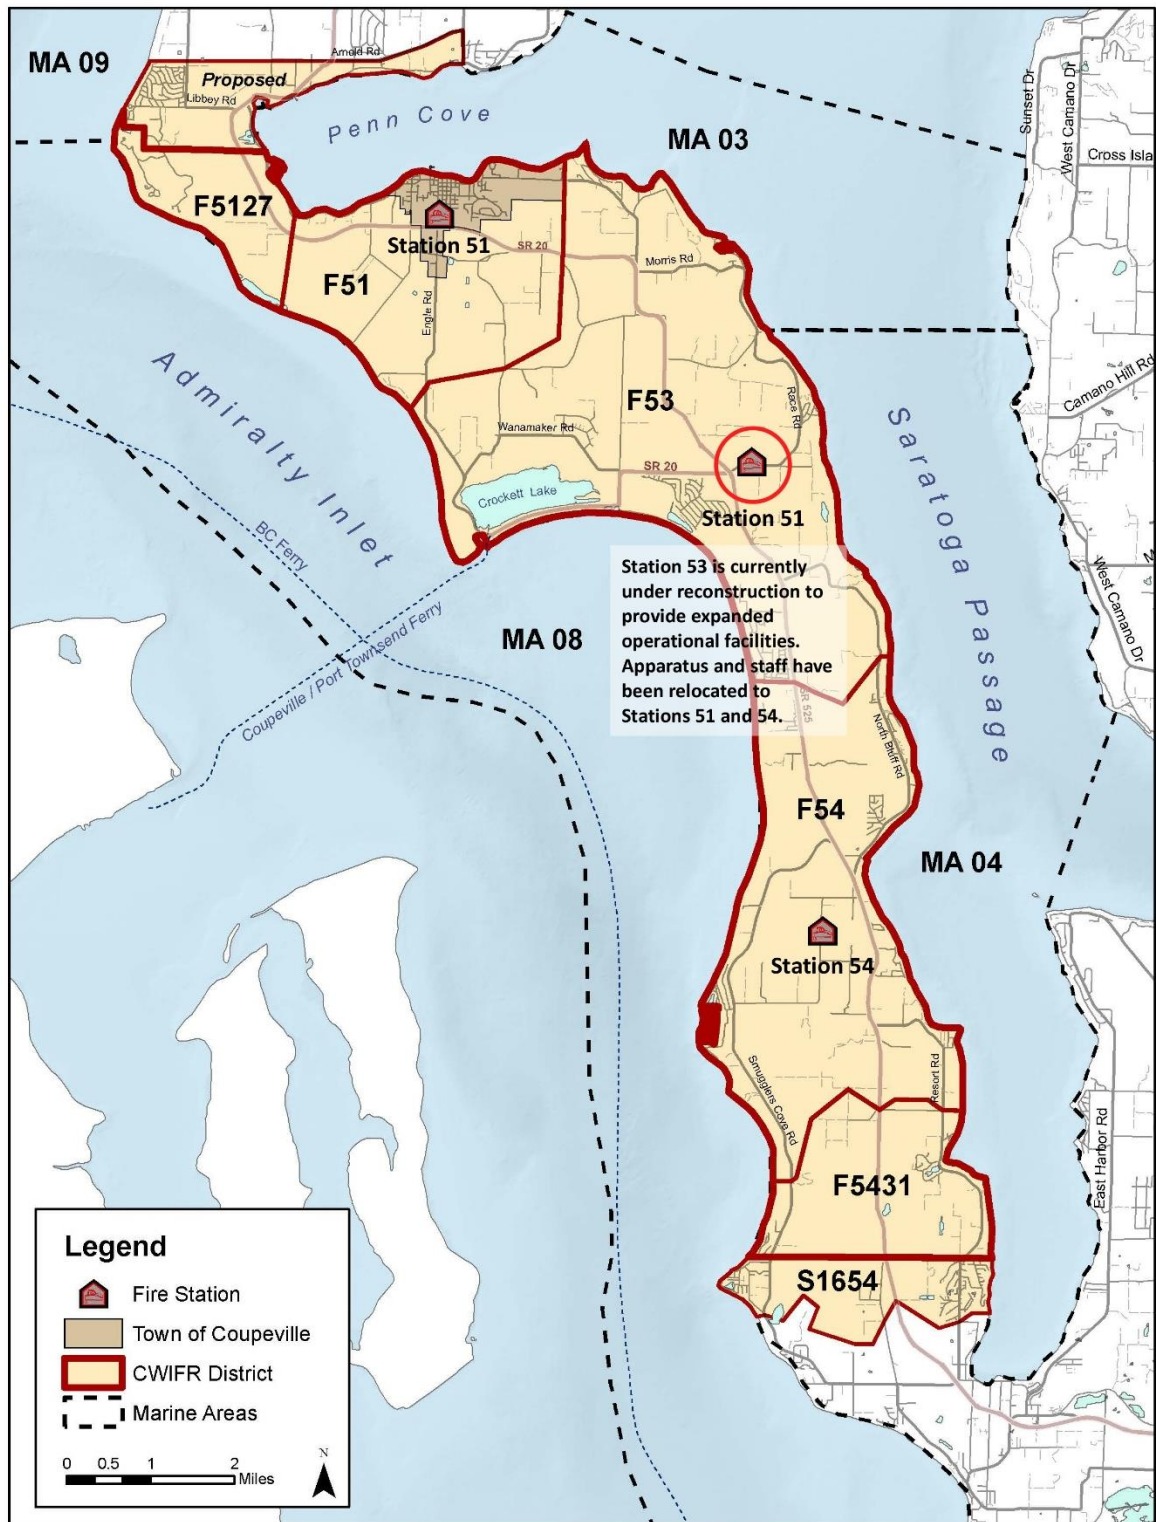 MA 09
Arnold Rd
Proposed
Libbey Rd
Penn Cove
MA 03
Sunset Dr
West Camano Dr
Cross Isla
F5127
Station 51
SR 20
F51
Engle Rd
Morris Rd
Camano Hill Rd
Admiralty Inlet
F53
Race Rd
Wanamaker Rd
SR 20
Crockett Lake
Station 51
Saratoga Passage
BC Ferry
Coupeville / Port Townsend Ferry
MA 08
Station 53 is currently
under reconstruction to
provide expanded
operational facilities.
Apparatus and staff have
been relocated to
Stations 51 and 54.
SR 525
North Bluff Rd
M
West Camano Dr
F54
MA 04
Station 54
Smugglers Cove Rd
Resort Rd
East Harbor Rd
F5431
S1654
Legend
Fire Station
Town of Coupeville
CWIFR District
Marine Areas
0 0.5 1 2
Miles
N